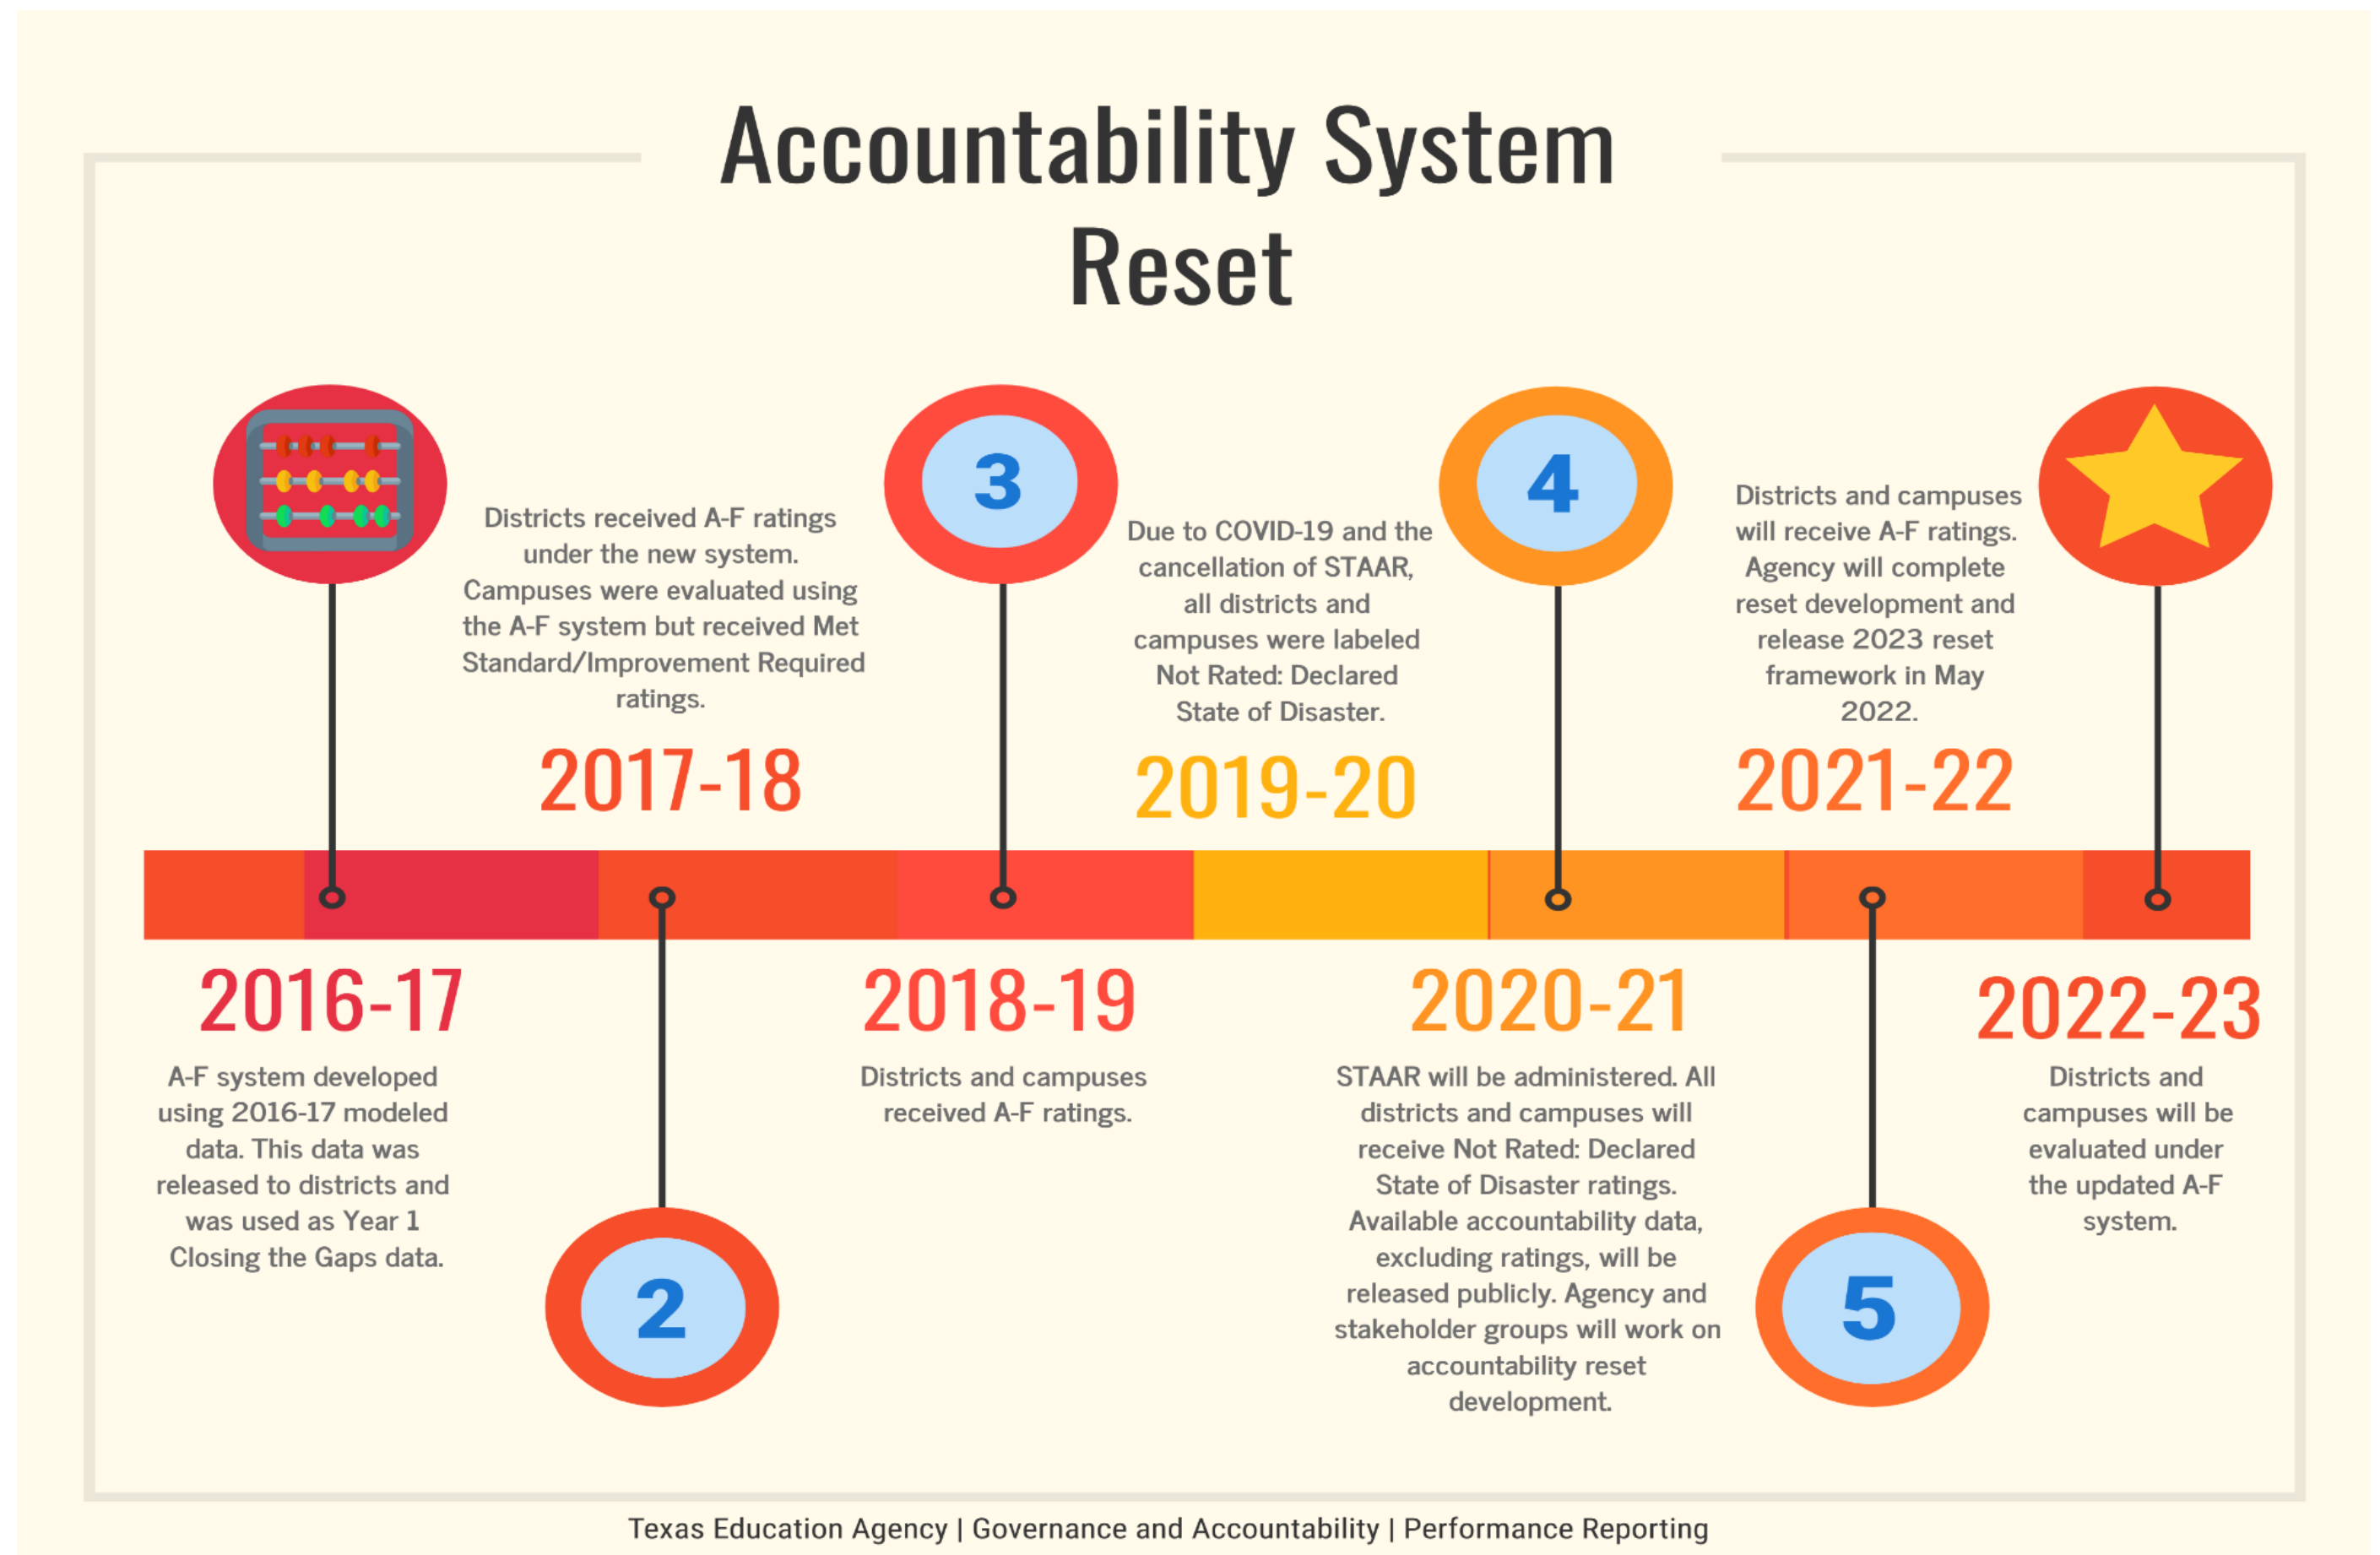 Accountability System
Reset
3
4
Districts received A-F ratings
under the new system.
Campuses were evaluated using
the A-F system but received Met
Standard/Improvement Required
ratings.
2017-18
Due to COVID-19 and the
cancellation of STAAR,
all districts and
campuses were labeled
Not Rated: Declared
State of Disaster.
2019-20
Districts and campuses
will receive A-F ratings.
Agency will complete
reset development and
release 2023 reset
framework in May
2022.
2021-22
2016-17
A-F system developed
using 2016-17 modeled
data. This data was
released to districts and
was used as Year 1
Closing the Gaps data.
2
2018-19
Districts and campuses
received A-F ratings.
2020-21
STAAR will be administered. All
districts and campuses will
receive Not Rated: Declared
State of Disaster ratings.
Available accountability data,
excluding ratings, will be
released publicly. Agency and
stakeholder groups will work on
accountability reset
development.
5
2022-23
Districts and
campuses will be
evaluated under
the updated A-F
system.
Texas Education Agency | Governance and Accountability | Performance Reporting